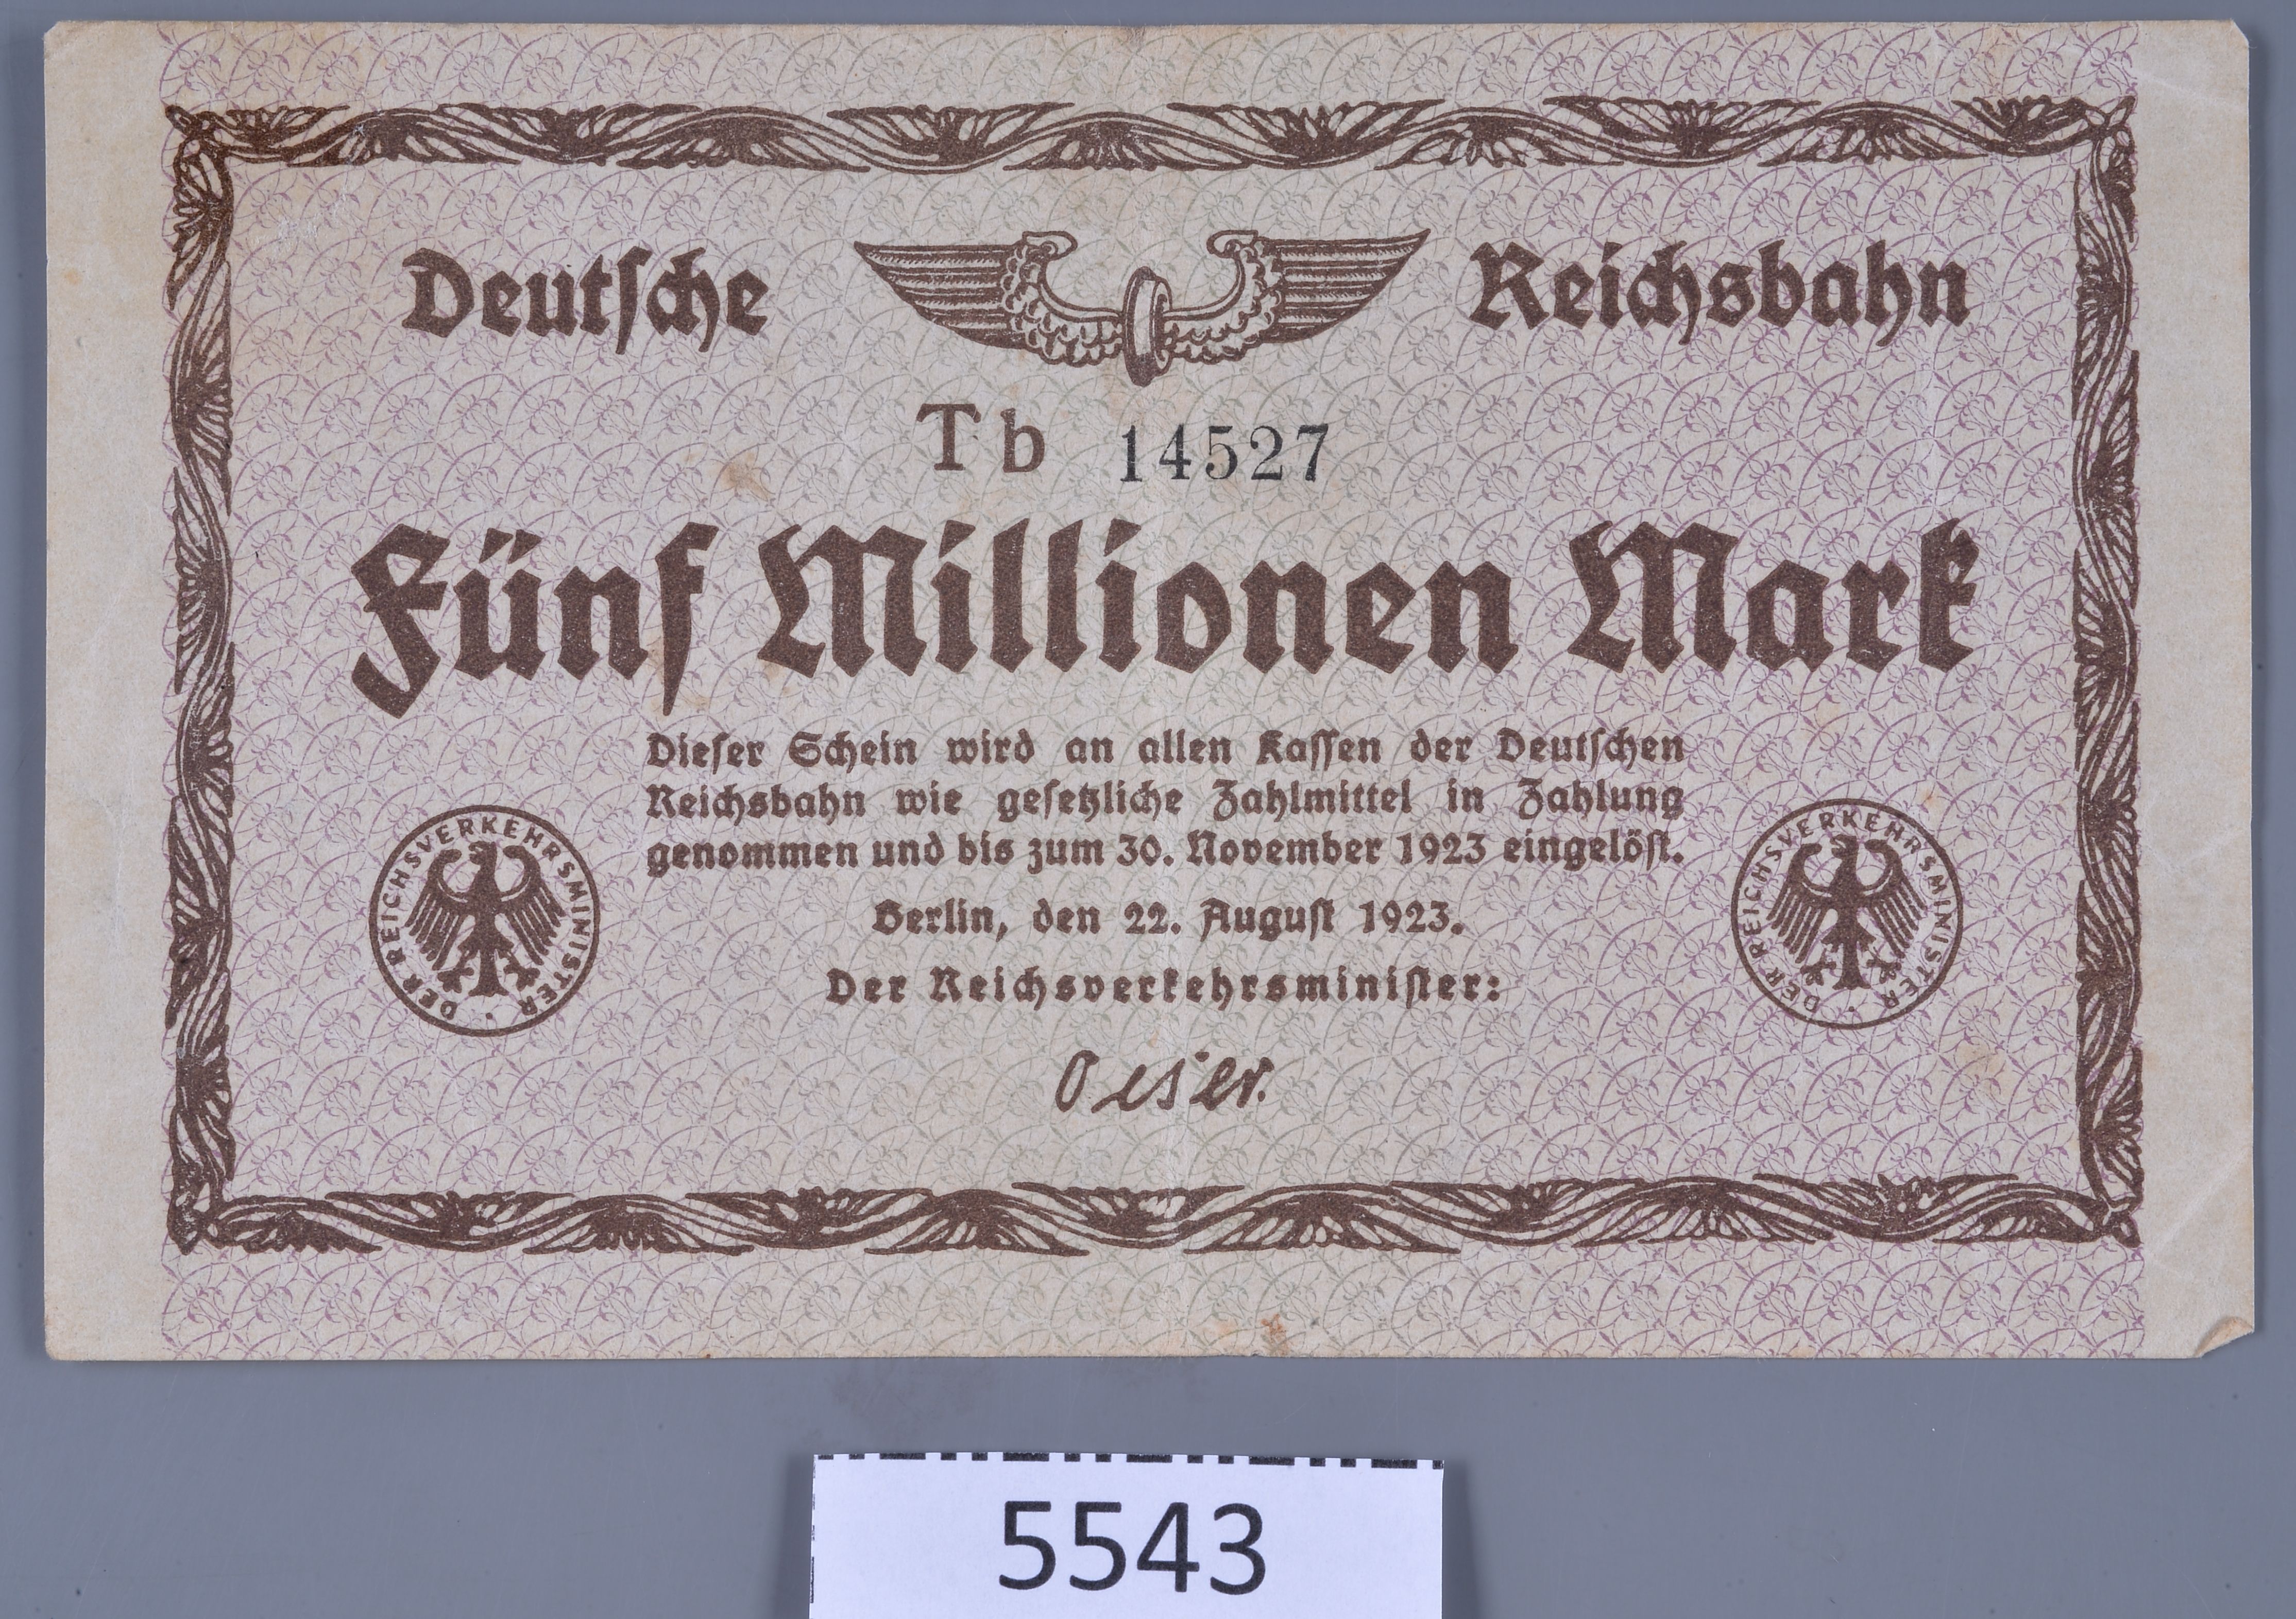 Deutsche Reichsbahn
Tb 14527
Fünf Millionen Mark
Dieſer Schein wird an allen Kaſſen der Deutſchen
Reichsbahn wie geſetzliche Zahlmittel in Zahlung
genommen und bis zum 30. November 1923 eingelöſt.
Berlin, den 22. Auguſt 1923.
Der Reichsverkehrsminiſter:
Oeser.
DER REICHSVERKEHRSMINISTER ·
DER REICHSVERKEHRSMINISTER ·
5543